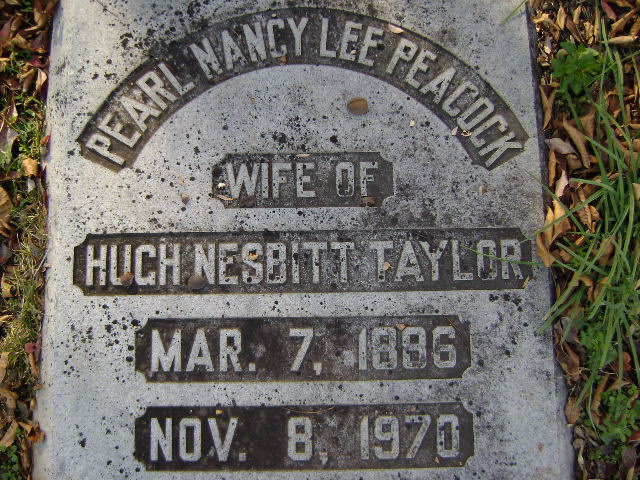 PEARL NANCY LEE PEACOCK
WIFE OF
HUGH NESBITT TAYLOR
MAR. 7, 1886
NOV. 8, 1970